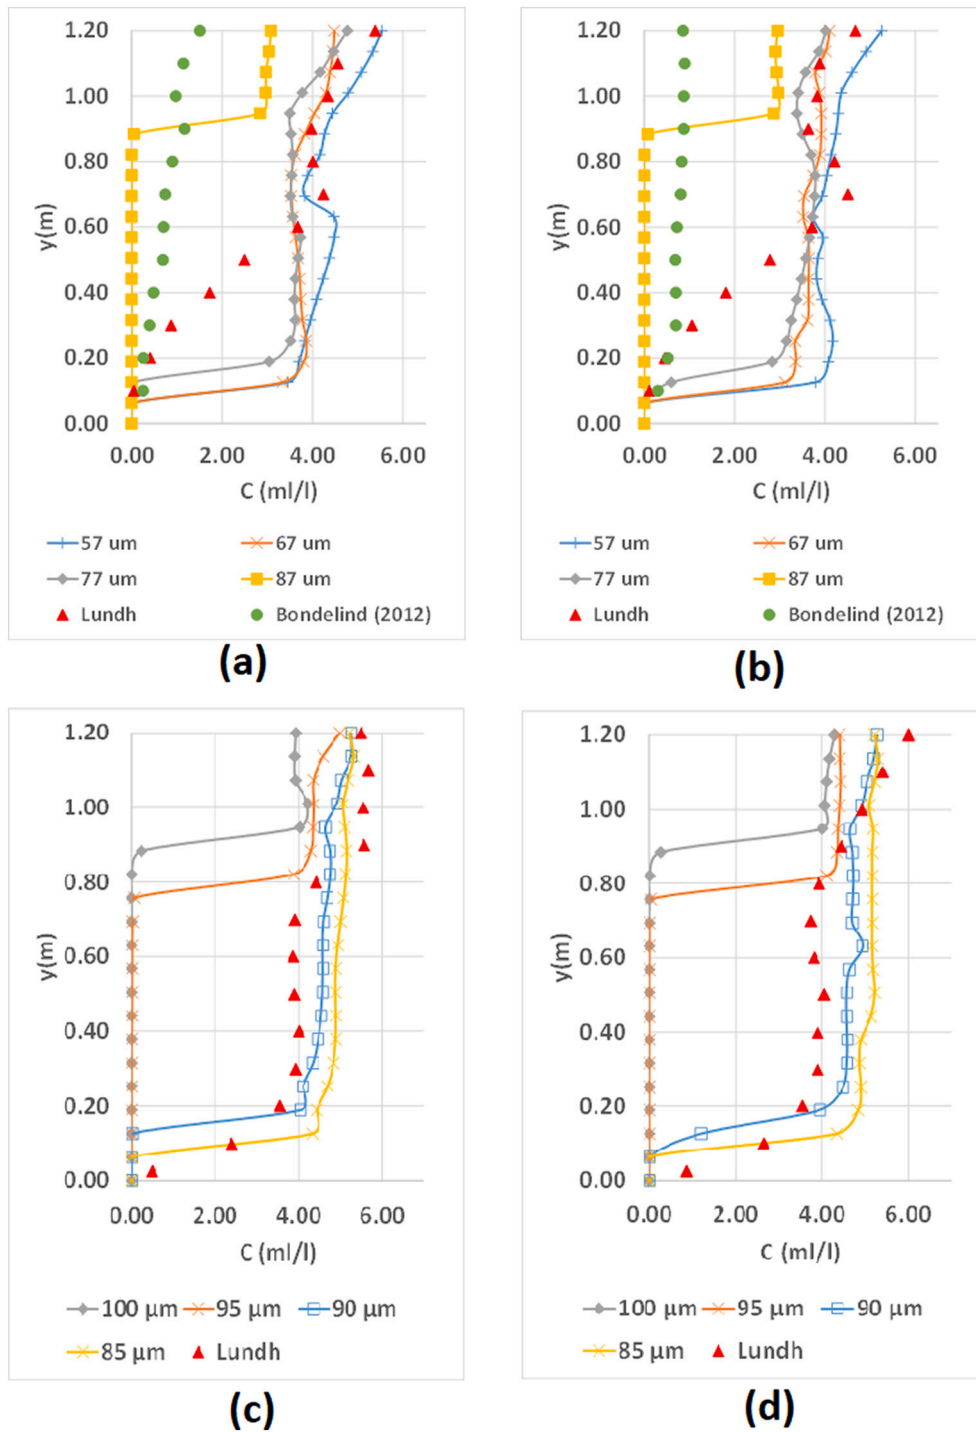 1.20
1.00
0.80
0.60
0.40
0.20
0.00
y(m)
0.00 2.00 4.00 6.00
C (ml/l)
57 um 67 um
77 um 87 um
Lundh Bondelind (2012)
(a)
1.20
1.00
0.80
0.60
0.40
0.20
0.00
y(m)
0.00 2.00 4.00 6.00
C (ml/l)
57 um 67 um
77 um 87 um
Lundh Bondelind (2012)
(b)
1.20
1.00
0.80
0.60
0.40
0.20
0.00
y(m)
0.00 2.00 4.00 6.00
C (ml/l)
100 µm 95 µm 90 µm
85 µm Lundh
(c)
1.20
1.00
0.80
0.60
0.40
0.20
0.00
y(m)
0.00 2.00 4.00 6.00
C (ml/l)
100 µm 95 µm 90 µm
85 µm Lundh
(d)